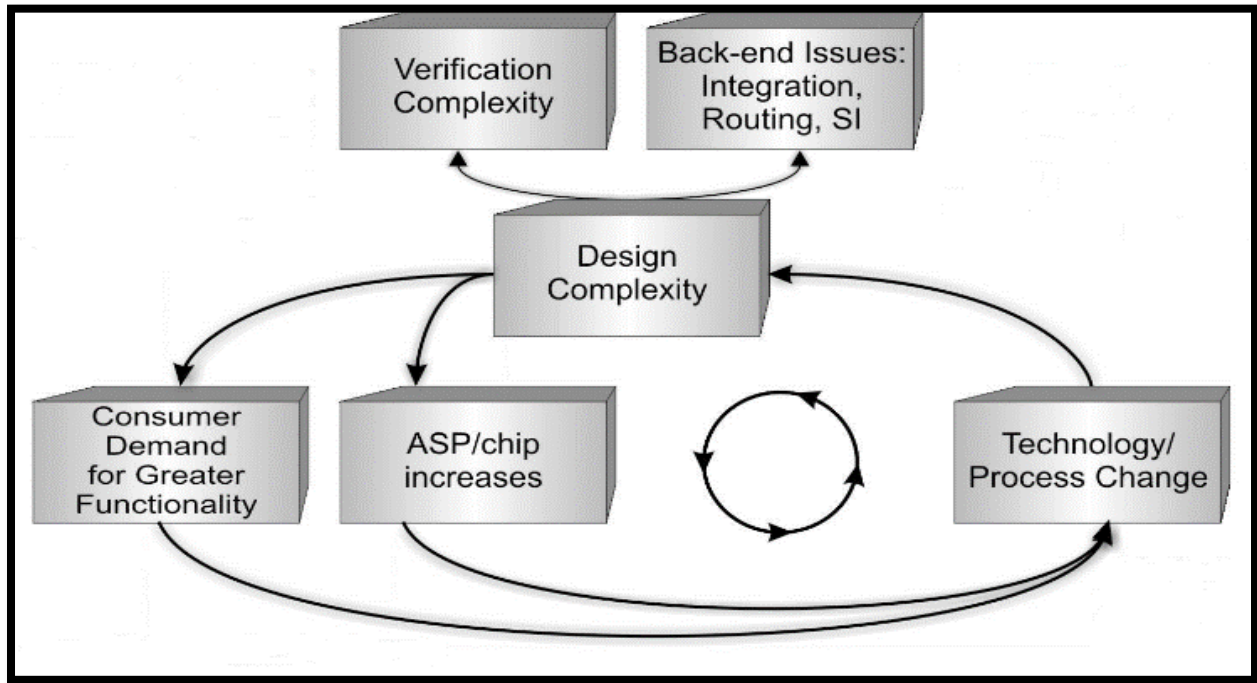 Verification
Complexity
Back-end Issues:
Integration,
Routing, SI
Design
Complexity
Consumer
Demand
for Greater
Functionality
ASP/chip
increases
Technology/
Process Change